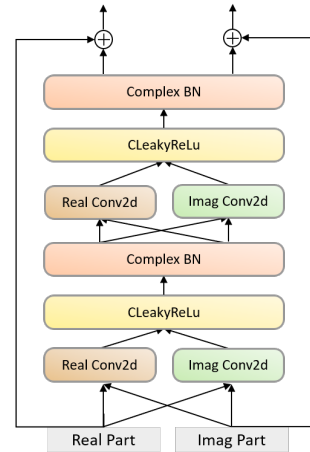 Complex BN
CLeakyReLu
Real Conv2d
Imag Conv2d
Complex BN
CLeakyReLu
Real Conv2d
Imag Conv2d
Real Part
Imag Part